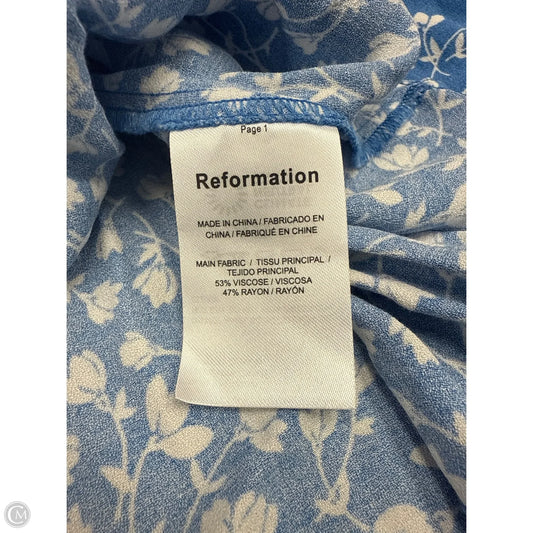 Page 1
Reformation
MADE IN CHINA / FABRICADO EN
CHINA / FABRIQUÉ EN CHINE
MAIN FABRIC / TISSU PRINCIPAL /
TEJIDO PRINCIPAL
53% VISCOSE / VISCOSA
47% RAYON / RAYÓN
CM